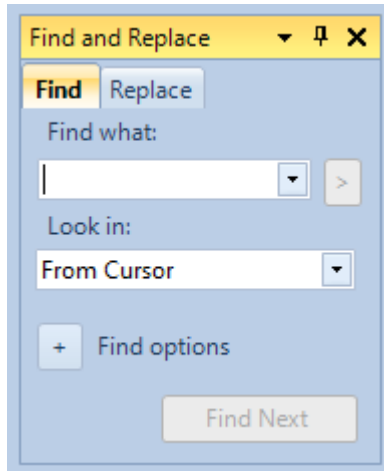 Find and Replace
Find Replace
Find what:
>
Look in:
From Cursor
+ Find options
Find Next